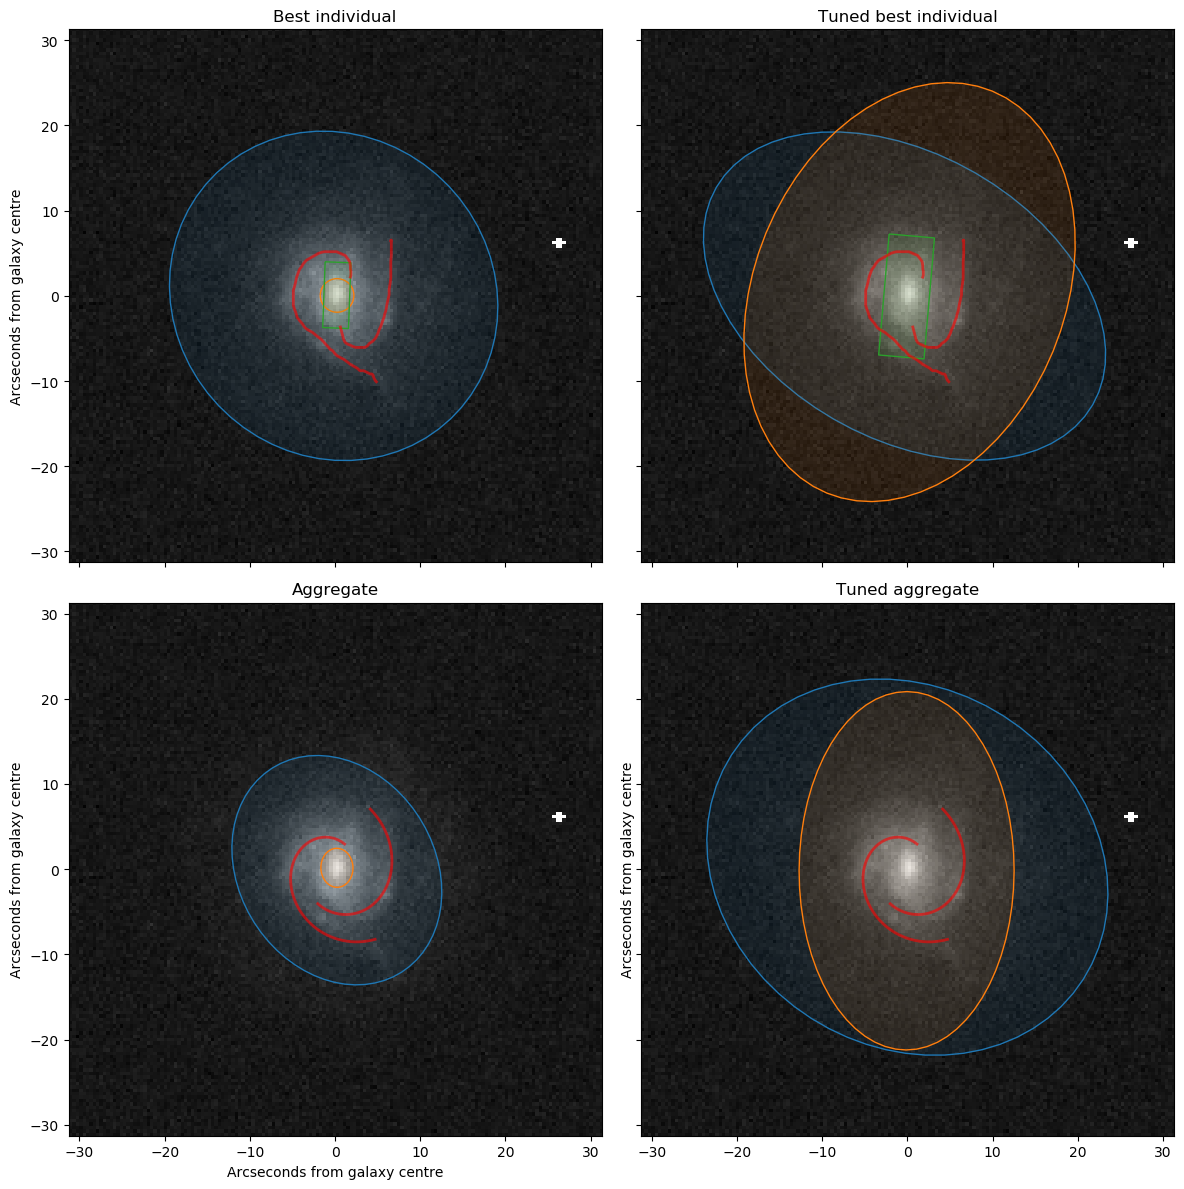 Best individual
Tuned best individual
30
20
10
0
−10
−20
−30
Arcseconds from galaxy centre
Aggregate
Tuned aggregate
30
20
10
0
−10
−20
−30
Arcseconds from galaxy centre
Arcseconds from galaxy centre
−30 −20 −10 0 10 20 30
−30 −20 −10 0 10 20 30
Arcseconds from galaxy centre